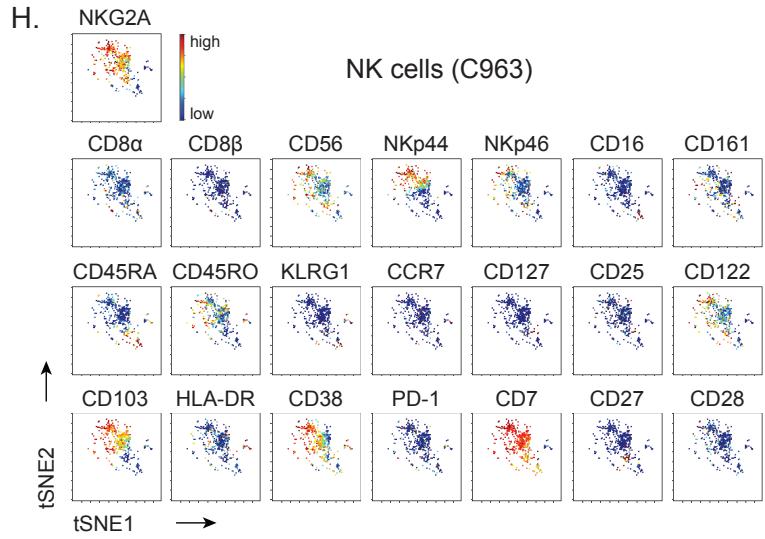 H.
NKG2A
high
low
NK cells (C963)
CD8α CD8β CD56 NKp44 NKp46 CD16 CD161
CD45RA CD45RO KLRG1 CCR7 CD127 CD25 CD122
CD103 HLA-DR CD38 PD-1 CD7 CD27 CD28
tSNE2
tSNE1